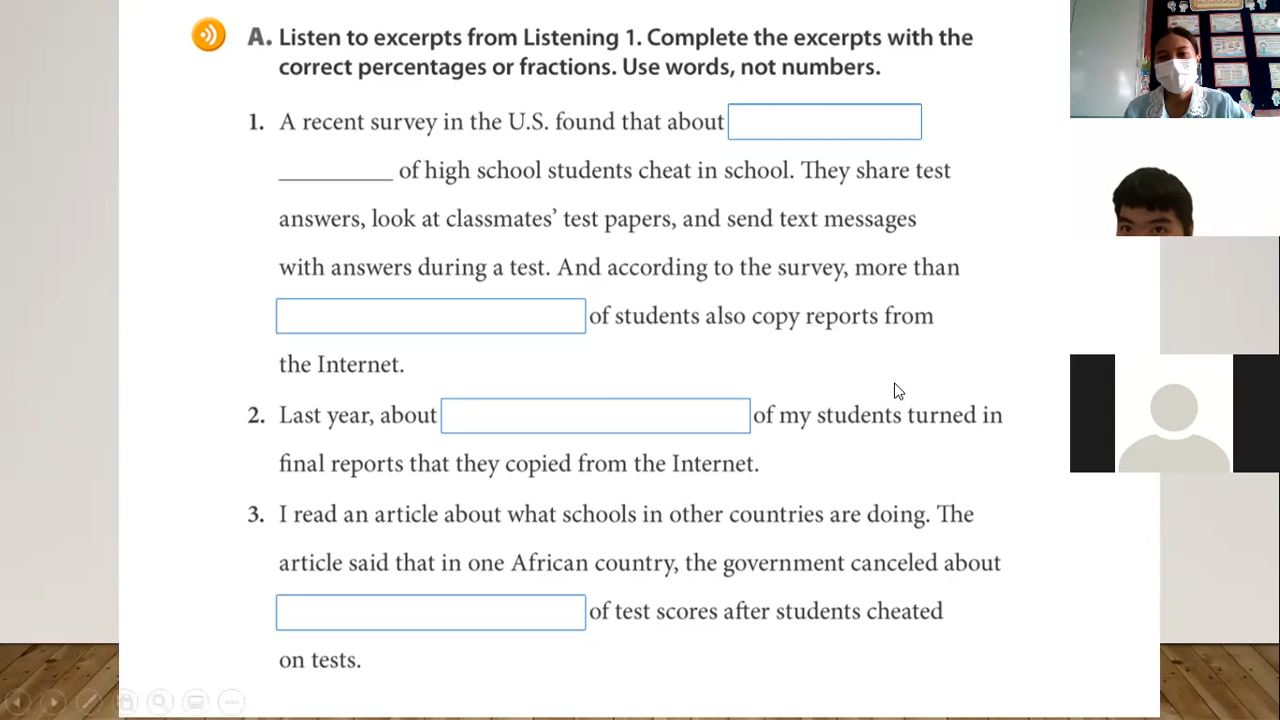 A. Listen to excerpts from Listening 1. Complete the excerpts with the
correct percentages or fractions. Use words, not numbers.
1. A recent survey in the U.S. found that about
__________ of high school students cheat in school. They share test
answers, look at classmates’ test papers, and send text messages
with answers during a test. And according to the survey, more than
of students also copy reports from
the Internet.
2. Last year, about of my students turned in
final reports that they copied from the Internet.
3. I read an article about what schools in other countries are doing. The
article said that in one African country, the government canceled about
of test scores after students cheated
on tests.